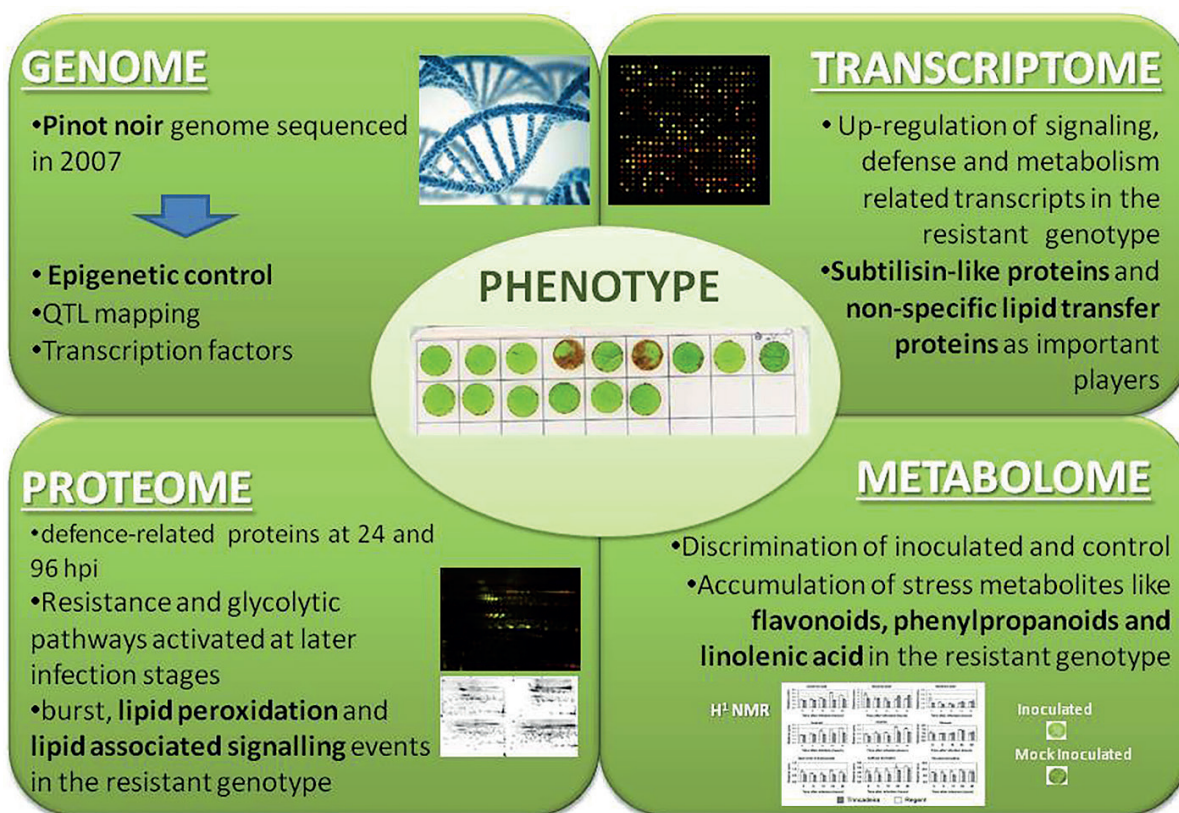 GENOME
•Pinot noir genome sequenced
in 2007
• Epigenetic control
•QTL mapping
•Transcription factors
TRANSCRIPTOME
• Up-regulation of signaling,
defense and metabolism
related transcripts in the
resistant genotype
•Subtilisin-like proteins and
non-specific lipid transfer
proteins as important
players
PHENOTYPE
PROTEOME
•defence-related proteins at 24 and
96 hpi
•Resistance and glycolytic
pathways activated at later
infection stages
•burst, lipid peroxidation and
lipid associated signalling events
in the resistant genotype
METABOLOME
•Discrimination of inoculated and control
•Accumulation of stress metabolites like
flavonoids, phenylpropanoids and
linolenic acid in the resistant genotype
H¹ NMR
Inoculated
Mock Inoculated
Trincadeira
Regent